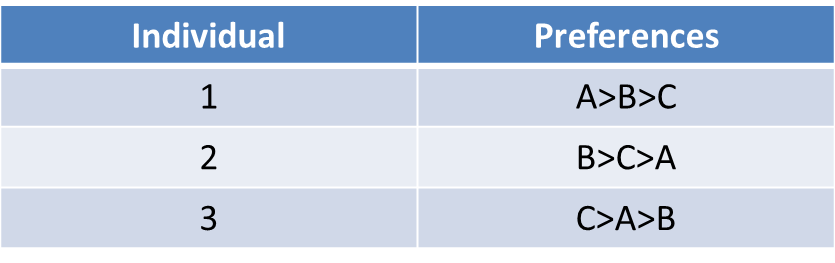 Individual Preferences
1 A>B>C
2 B>C>A
3 C>A>B